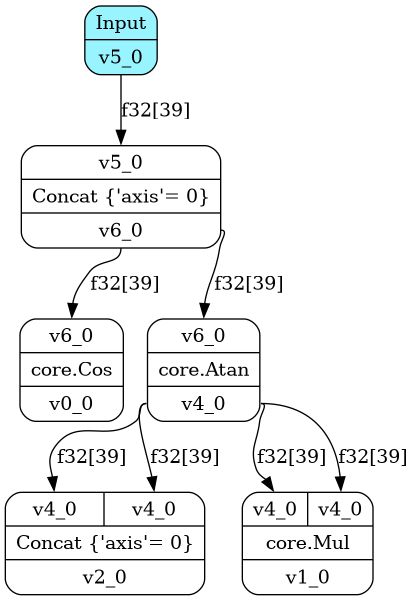 Input
v5_0
f32[39]
v5_0
Concat {'axis'= 0}
v6_0
f32[39] f32[39]
v6_0 v6_0
core.Cos core.Atan
v0_0 v4_0
f32[39] f32[39] f32[39] f32[39]
v4_0 v4_0 v4_0 v4_0
Concat {'axis'= 0} core.Mul
v2_0 v1_0